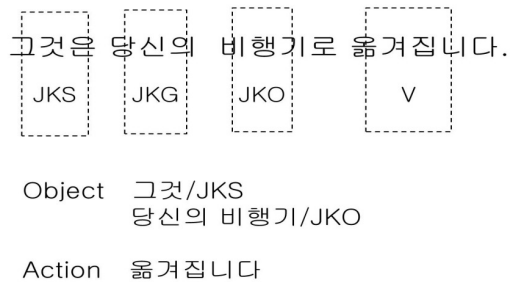 그것은 당신의 비행기로 옮겨집니다.
JKS JKG JKO V
Object 그것/JKS
당신의 비행기/JKO
Action 옮겨집니다